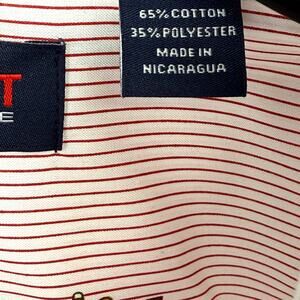 65% COTTON
35% POLYESTER
MADE IN
NICARAGUA
T
E